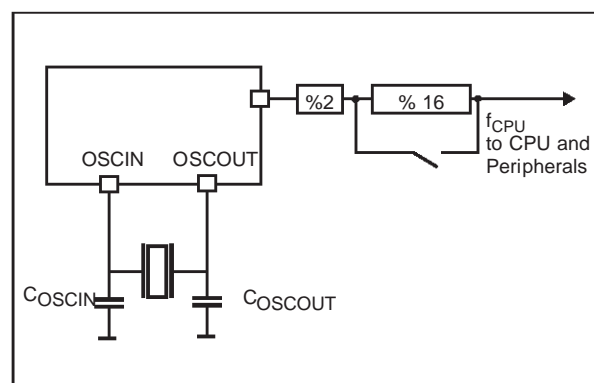 %2
% 16
fCPU
to CPU and
Peripherals
OSCIN
OSCOUT
COSCIN
COSCOUT